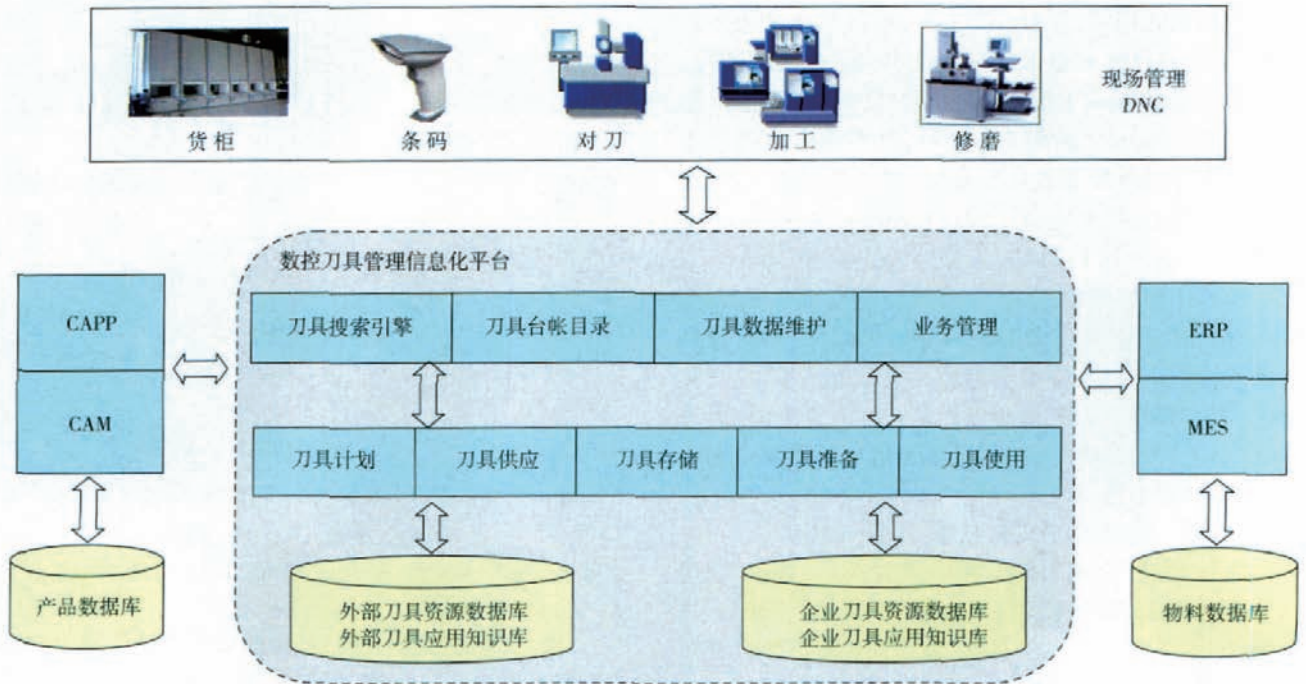 货柜
条码
对刀
加工
修磨
现场管理
DNC
数控刀具管理信息化平台
CAPP
CAM
刀具搜索引擎
刀具台帐目录
刀具数据维护
业务管理
ERP
MES
刀具计划
刀具供应
刀具存储
刀具准备
刀具使用
产品数据库
外部刀具资源数据库
外部刀具应用知识库
企业刀具资源数据库
企业刀具应用知识库
物料数据库